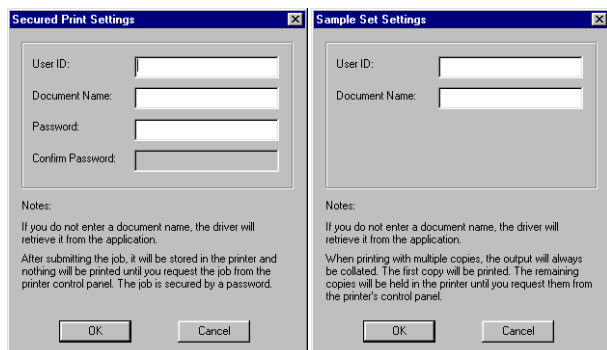 Secured Print Settings
User ID:
Document Name:
Password:
Confirm Password:
Notes:
If you do not enter a document name, the driver will
retrieve it from the application.
After submitting the job, it will be stored in the printer and
nothing will be printed until you request the job from the
printer control panel. The job is secured by a password.
OK
Cancel
Sample Set Settings
User ID:
Document Name:
Notes:
If you do not enter a document name, the driver will
retrieve it from the application.
When printing with multiple copies, the output will always
be collated. The first copy will be printed. The remaining
copies will be held in the printer until you request them from
the printer's control panel.
OK
Cancel